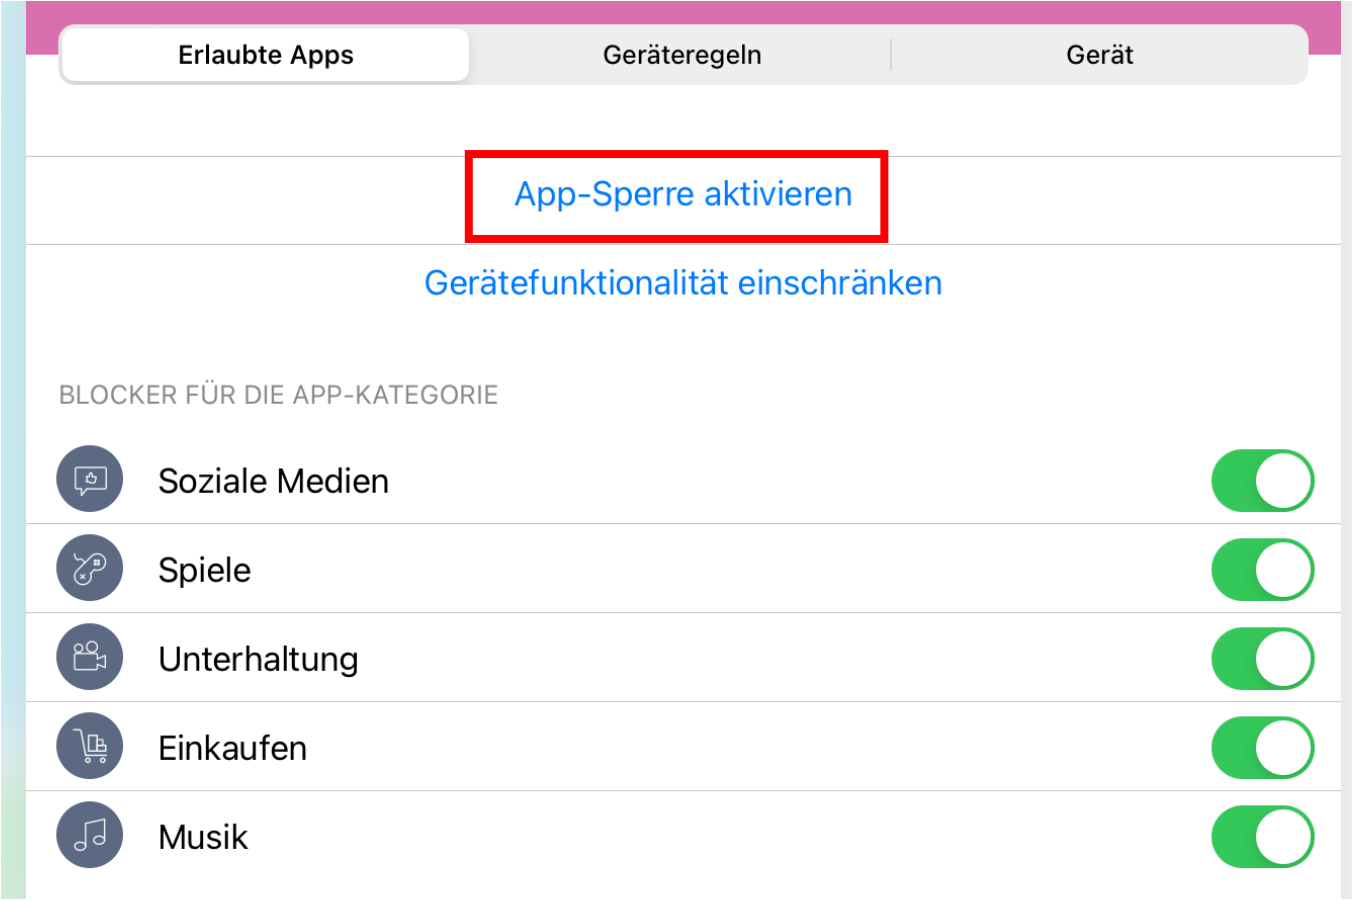 Erlaubte Apps Geräteregeln Gerät
App-Sperre aktivieren
Gerätefunktionalität einschränken
BLOCKER FÜR DIE APP-KATEGORIE
Soziale Medien
Spiele
Unterhaltung
Einkaufen
Musik